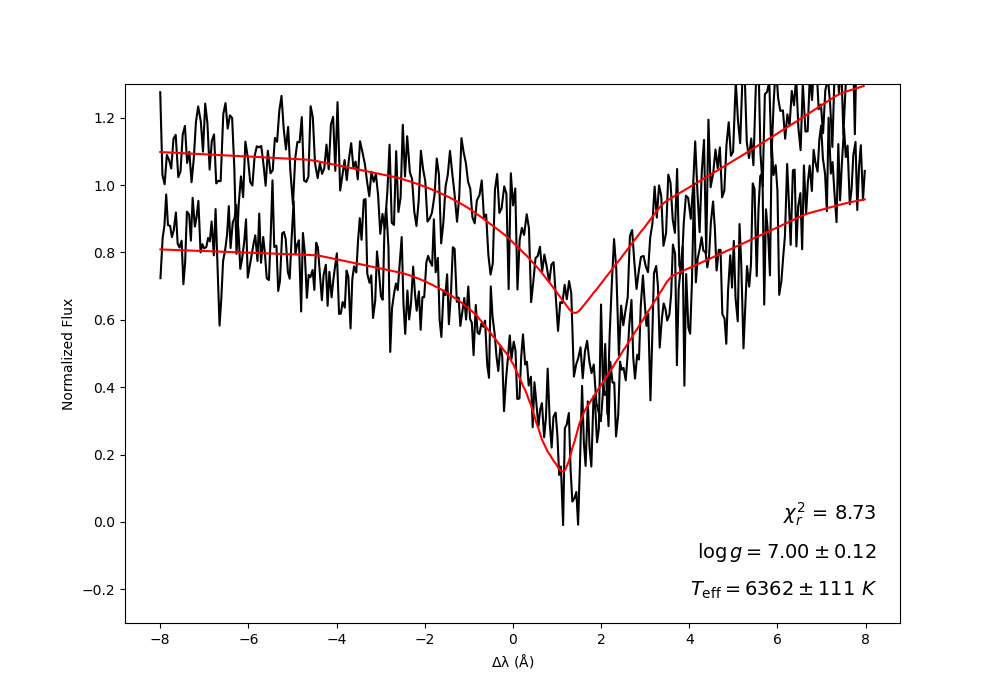 1.2
1.0
0.8
0.6
0.4
0.2
0.0
−0.2
Normalized Flux
χ²ᵣ = 8.73
log g = 7.00 ± 0.12
T_eff = 6362 ± 111 K
−8 −6 −4 −2 0 2 4 6 8
Δλ (Å)